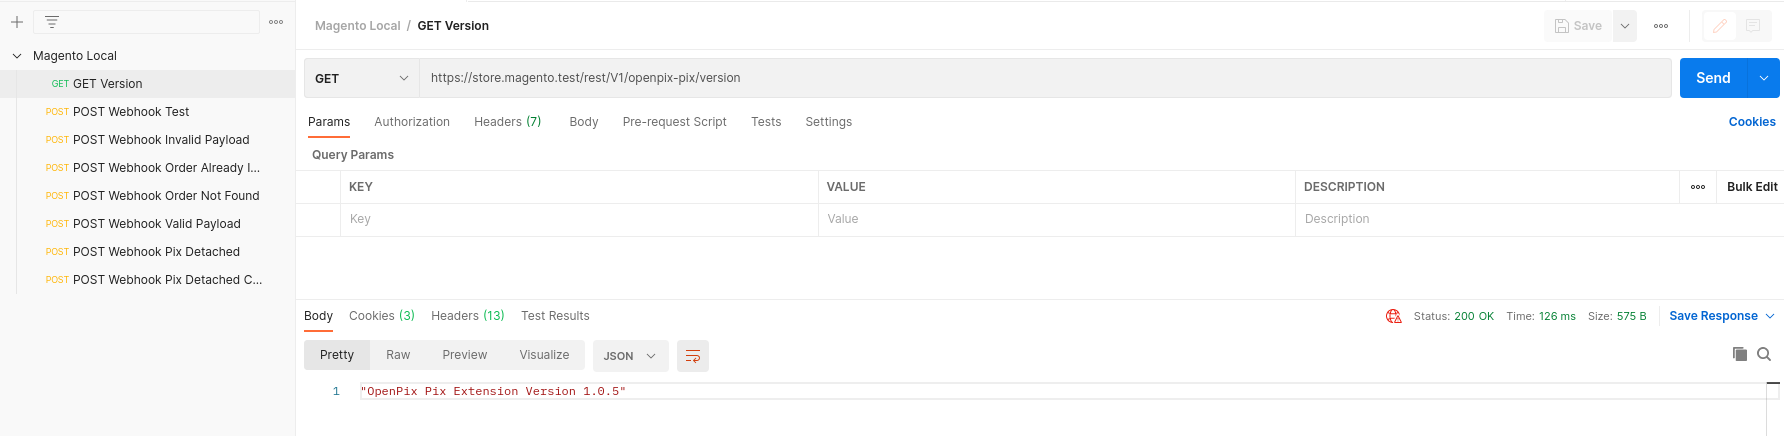 Magento Local / GET Version
Save
Magento Local
GET GET Version
POST POST Webhook Test
POST POST Webhook Invalid Payload
POST POST Webhook Order Already I...
POST POST Webhook Order Not Found
POST POST Webhook Valid Payload
POST POST Webhook Pix Detached
POST POST Webhook Pix Detached C...
GET https://store.magento.test/rest/V1/openpix-pix/version Send
Params Authorization Headers (7) Body Pre-request Script Tests Settings Cookies
Query Params
KEY VALUE DESCRIPTION Bulk Edit
Key Value Description
Body Cookies (3) Headers (13) Test Results Status: 200 OK Time: 126 ms Size: 575 B Save Response
Pretty Raw Preview Visualize JSON
1 "OpenPix Pix Extension Version 1.0.5"